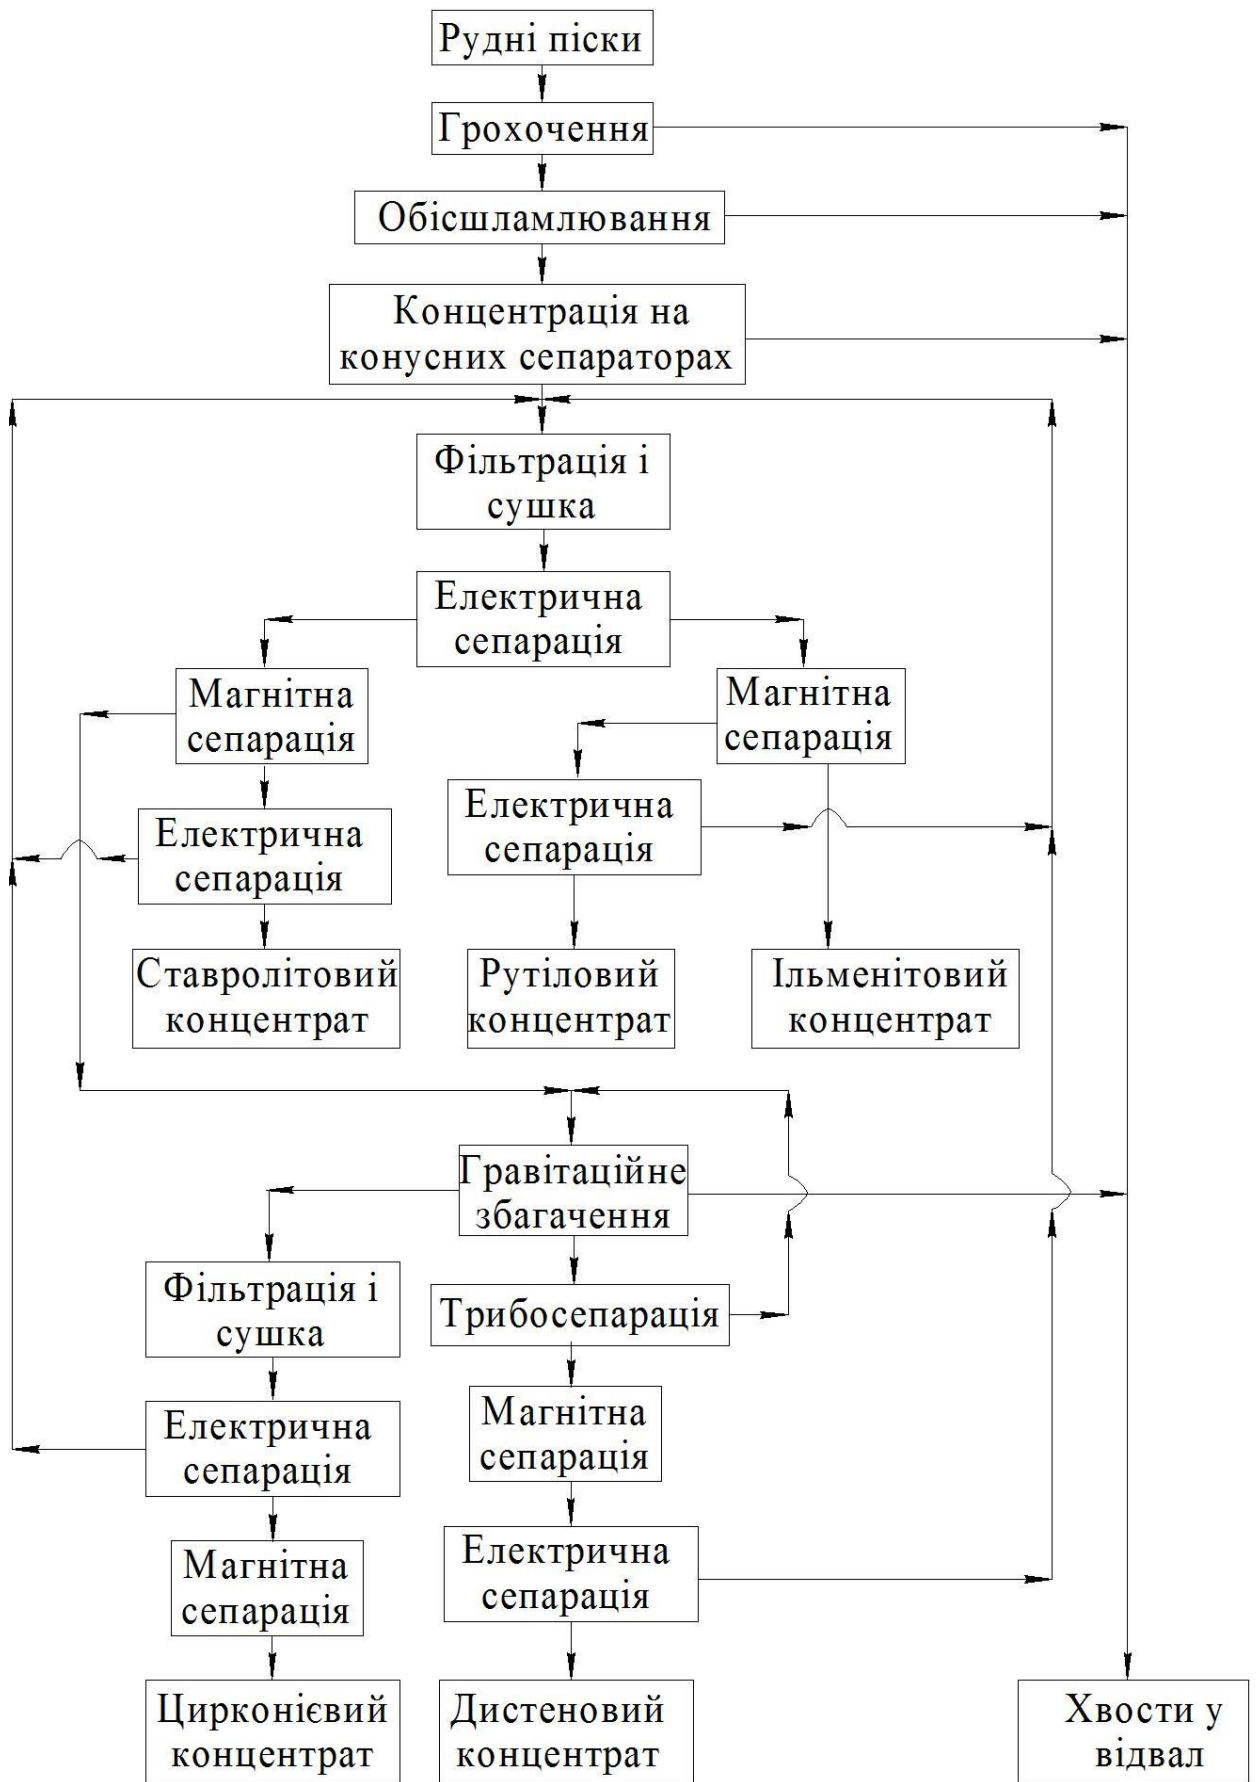 Рудні піски
Грохочення
Обісшламлювання
Концентрація на
конусних сепараторах
Фільтрація і
сушка
Електрична
сепарація
Магнітна
сепарація
Магнітна
сепарація
Електрична
сепарація
Електрична
сепарація
Ставролітовий
концентрат
Рутіловий
концентрат
Ільменітовий
концентрат
Гравітаційне
збагачення
Фільтрація і
сушка
Трибосепарація
Електрична
сепарація
Магнітна
сепарація
Магнітна
сепарація
Електрична
сепарація
Цирконієвий
концентрат
Дистеновий
концентрат
Хвости у
відвал